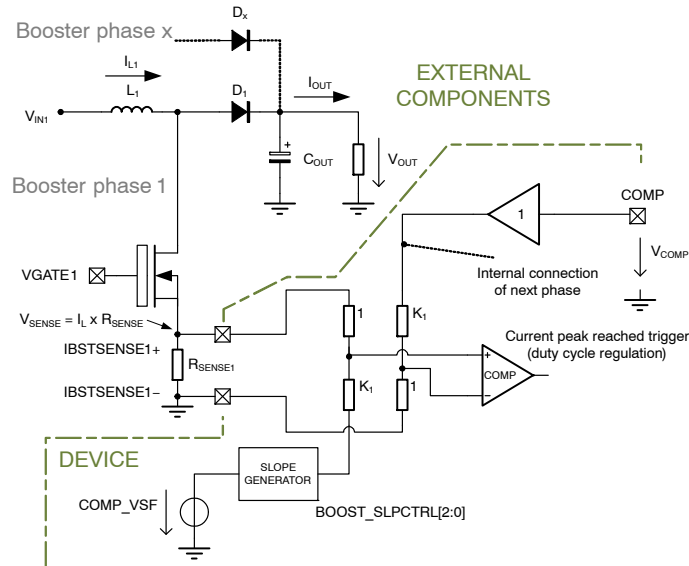 Booster phase x
Dx
IL1
L1
D1
IOUT
VIN1
+
COUT
VOUT
EXTERNAL
COMPONENTS
Booster phase 1
COMP
1
VCOMP
VGATE1
Internal connection
of next phase
VSENSE = IL x RSENSE
1
K1
Current peak reached trigger
(duty cycle regulation)
IBSTSENSE1+
RSENSE1
+
COMP
−
K1
1
IBSTSENSE1−
DEVICE
SLOPE
GENERATOR
COMP_VSF
BOOST_SLPCTRL[2:0]